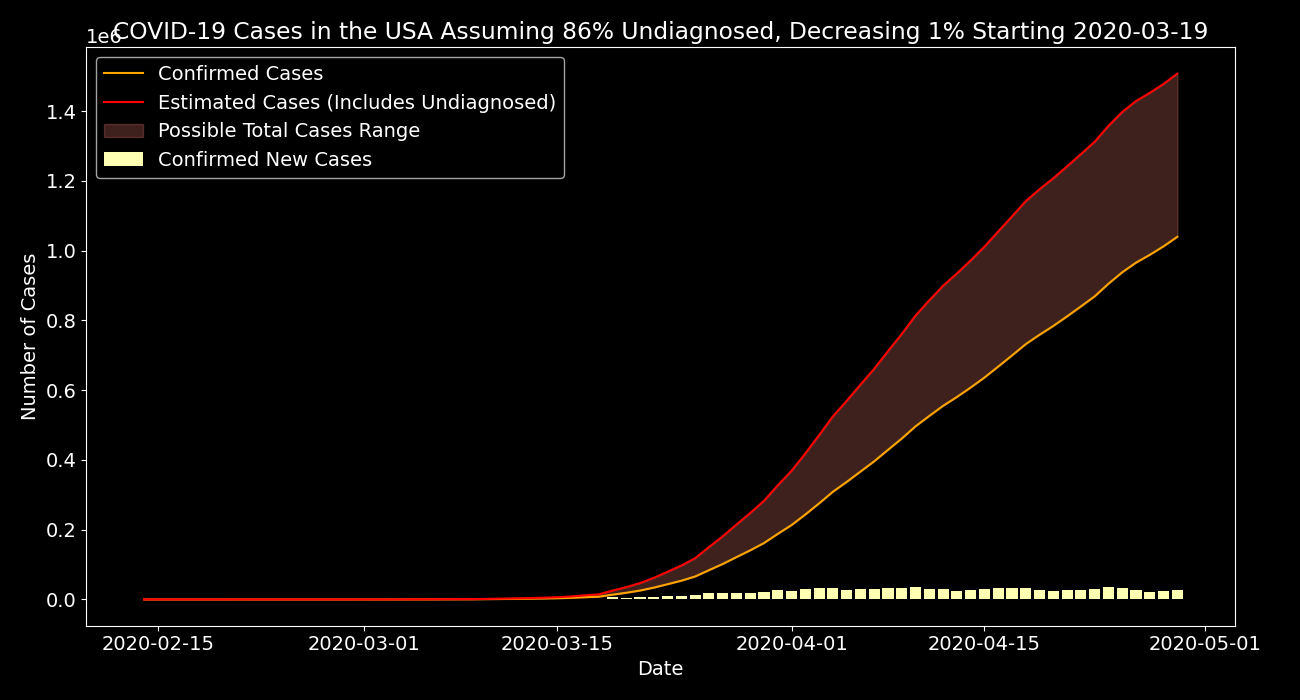 COVID-19 Cases in the USA Assuming 86% Undiagnosed, Decreasing 1% Starting 2020-03-19
1e6
Confirmed Cases
Estimated Cases (Includes Undiagnosed)
Possible Total Cases Range
Confirmed New Cases
Number of Cases
1.4
1.2
1.0
0.8
0.6
0.4
0.2
0.0
2020-02-15 2020-03-01 2020-03-15 2020-04-01 2020-04-15 2020-05-01
Date